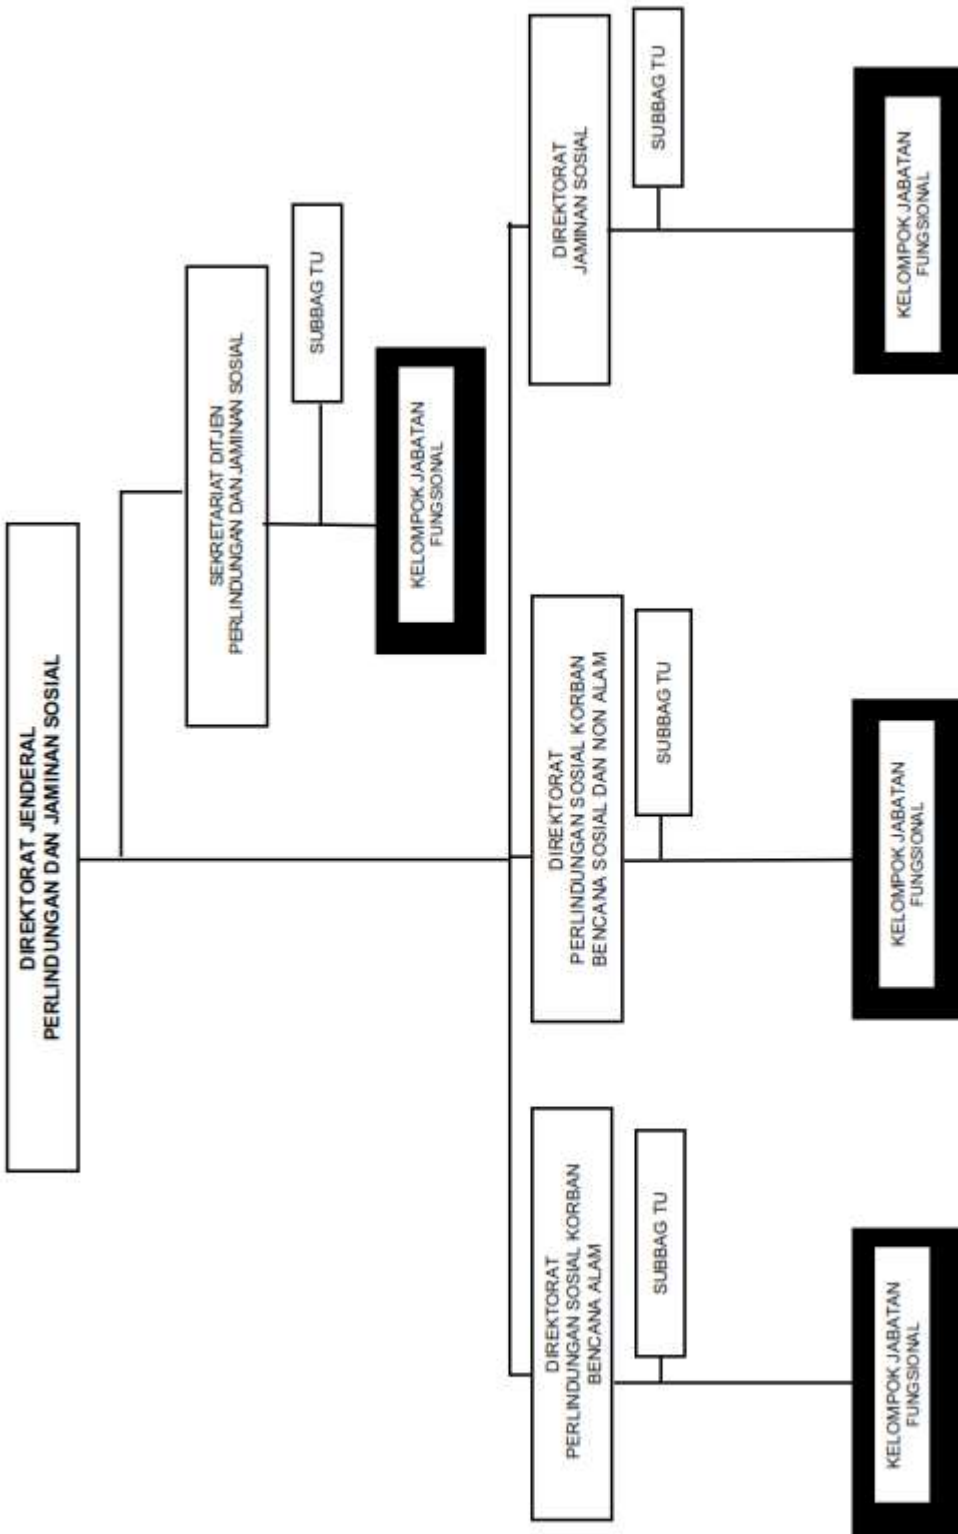 DIREKTORAT JENDERAL
PERLINDUNGAN DAN JAMINAN SOSIAL
SEKRETARIAT DITJEN
PERLINDUNGAN DAN JAMINAN SOSIAL
SUBBAG TU
KELOMPOK JABATAN
FUNGSIONAL
DIREKTORAT
PERLINDUNGAN SOSIAL KORBAN
BENCANA ALAM
SUBBAG TU
KELOMPOK JABATAN
FUNGSIONAL
DIREKTORAT
PERLINDUNGAN SOSIAL KORBAN
BENCANA SOSIAL DAN NON ALAM
SUBBAG TU
KELOMPOK JABATAN
FUNGSIONAL
DIREKTORAT
JAMINAN SOSIAL
SUBBAG TU
KELOMPOK JABATAN
FUNGSIONAL